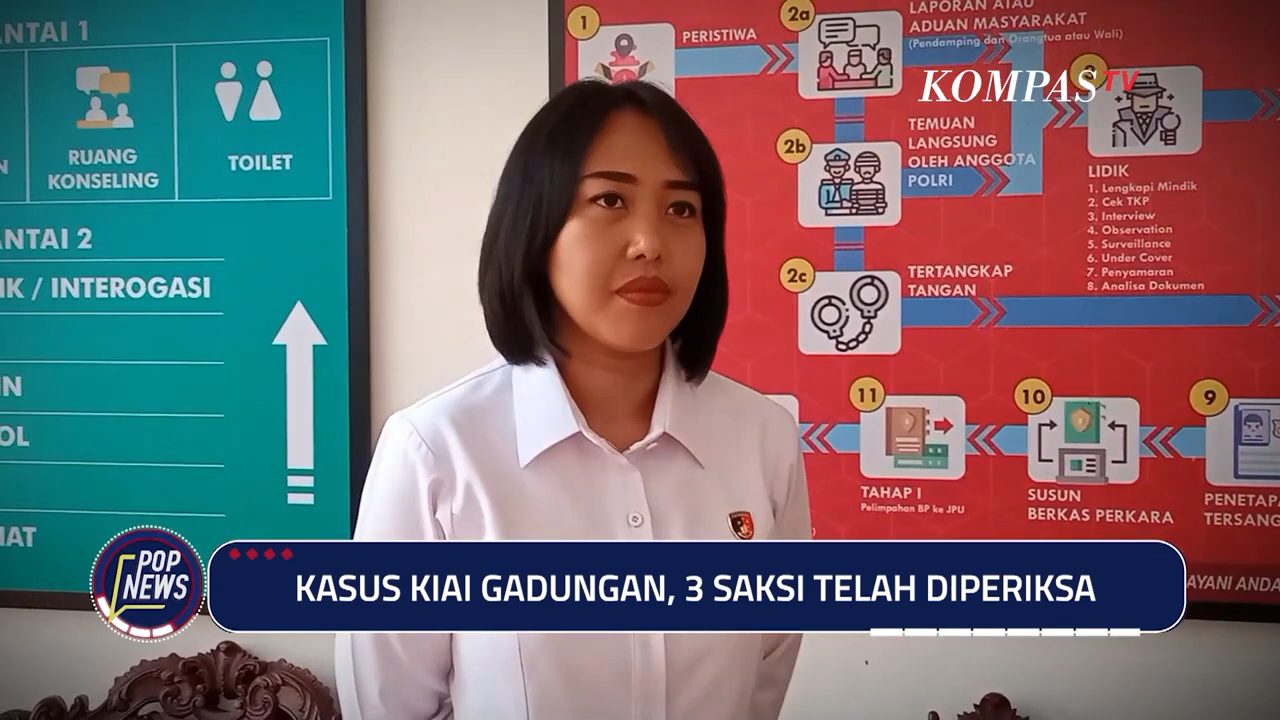 ANTAI 1
RUANG
KONSELING
TOILET
ANTAI 2
IK / INTEROGASI
IN
OL
IAT
1
PERISTIWA
2a
LAPORAN ATAU
ADUAN MASYARAKAT
(Pendamping dan Orangtua atau Wali)
KOMPAS TV
2b
TEMUAN
LANGSUNG
OLEH ANGGOTA
POLRI
LIDIK
1. Lengkapi Mindik
2. Cek TKP
3. Interview
4. Observation
5. Surveillance
6. Under Cover
7. Penyamaran
8. Analisa Dokumen
2c
TERTANGKAP
TANGAN
11
TAHAP I
Pelimpahan BP ke JPU
10
SUSUN
BERKAS PERKARA
9
PENETAPA
TERSANG
AYANI ANDA
POP
NEWS
KASUS KIAI GADUNGAN, 3 SAKSI TELAH DIPERIKSA